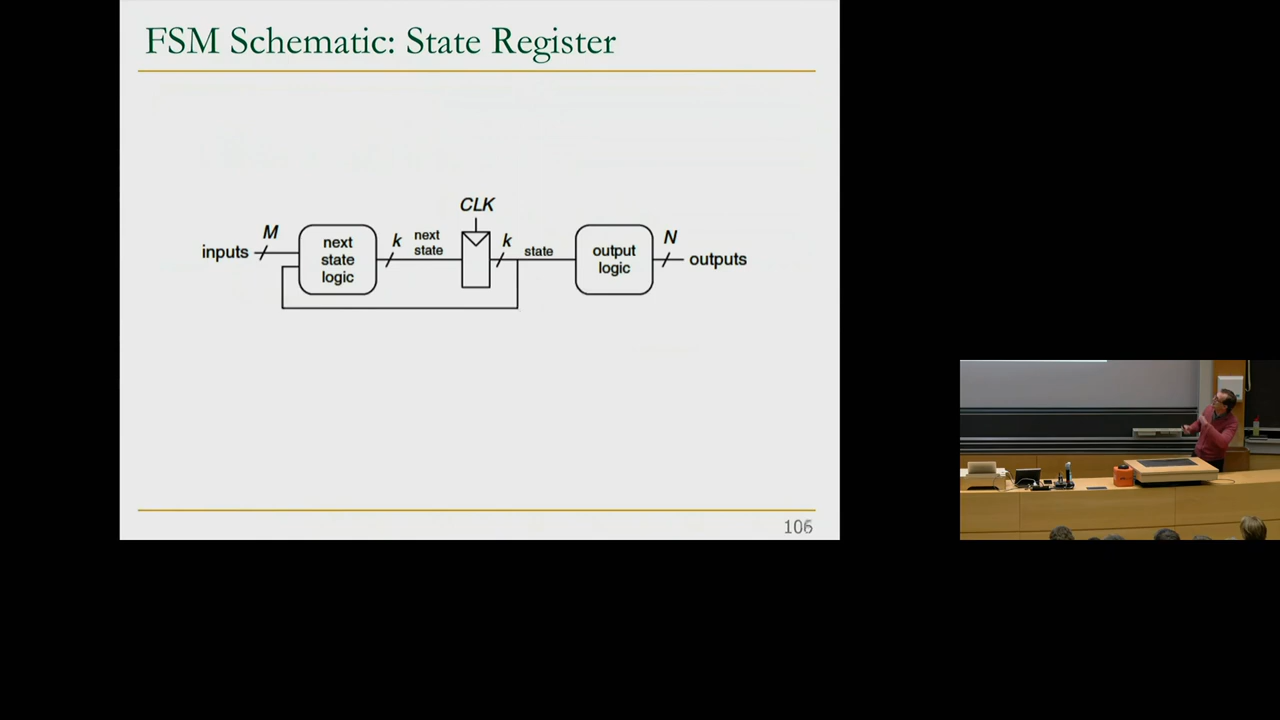 FSM Schematic: State Register
CLK
M
inputs
next
state
logic
k
next
state
k
state
output
logic
N
outputs
106